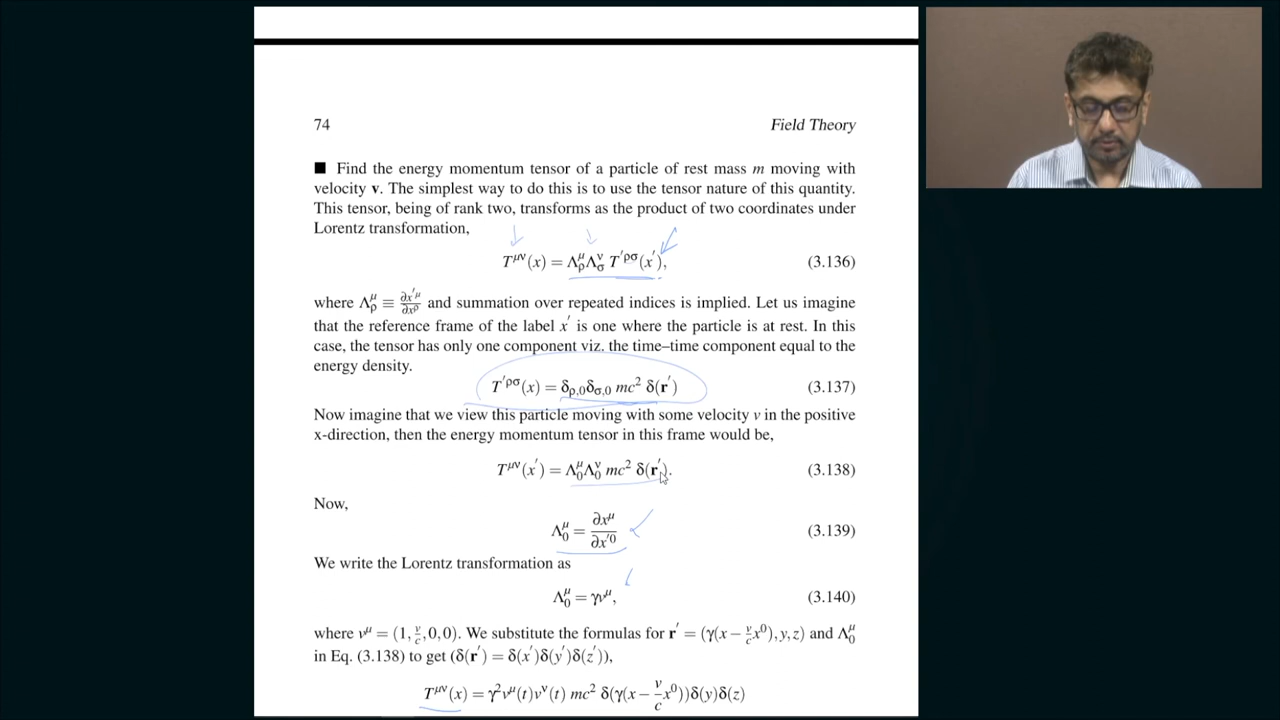 74 Field Theory
■ Find the energy momentum tensor of a particle of rest mass m moving with
velocity v. The simplest way to do this is to use the tensor nature of this quantity.
This tensor, being of rank two, transforms as the product of two coordinates under
Lorentz transformation,
T^{μν}(x) = Λ^μ_ρ Λ^ν_σ T^{′ρσ}(x′), (3.136)
where Λ^μ_ρ ≡ ∂x′^μ/∂x^ρ and summation over repeated indices is implied. Let us imagine
that the reference frame of the label x′ is one where the particle is at rest. In this
case, the tensor has only one component viz. the time–time component equal to the
energy density.
T^{′ρσ}(x) = δ_{ρ,0}δ_{σ,0} mc² δ(r′) (3.137)
Now imagine that we view this particle moving with some velocity v in the positive
x-direction, then the energy momentum tensor in this frame would be,
T^{μν}(x′) = Λ^μ_0 Λ^ν_0 mc² δ(r′). (3.138)
Now,
Λ^μ_0 = ∂x^μ/∂x′^0 (3.139)
We write the Lorentz transformation as
Λ^μ_0 = γv^μ, (3.140)
where v^μ = (1, v/c, 0, 0). We substitute the formulas for r′ = (γ(x − v/c x^0), y, z) and Λ^μ_0
in Eq. (3.138) to get (δ(r′) = δ(x′)δ(y′)δ(z′)),
T^{μν}(x) = γ²v^μ(t)v^ν(t) mc² δ(γ(x − v/c x^0))δ(y)δ(z)